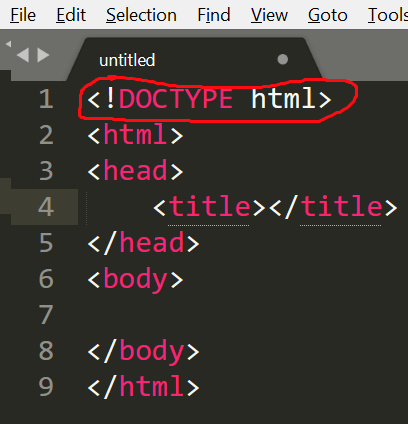 File Edit Selection Find View Goto Tools
untitled
1 <!DOCTYPE html>
2 <html>
3 <head>
4 <title></title>
5 </head>
6 <body>
7
8 </body>
9 </html>